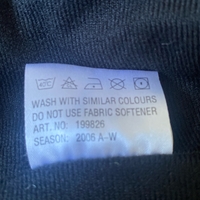 WASH WITH SIMILAR COLOURS
DO NOT USE FABRIC SOFTENER
ART. NO: 199826
SEASON: 2006 A-W